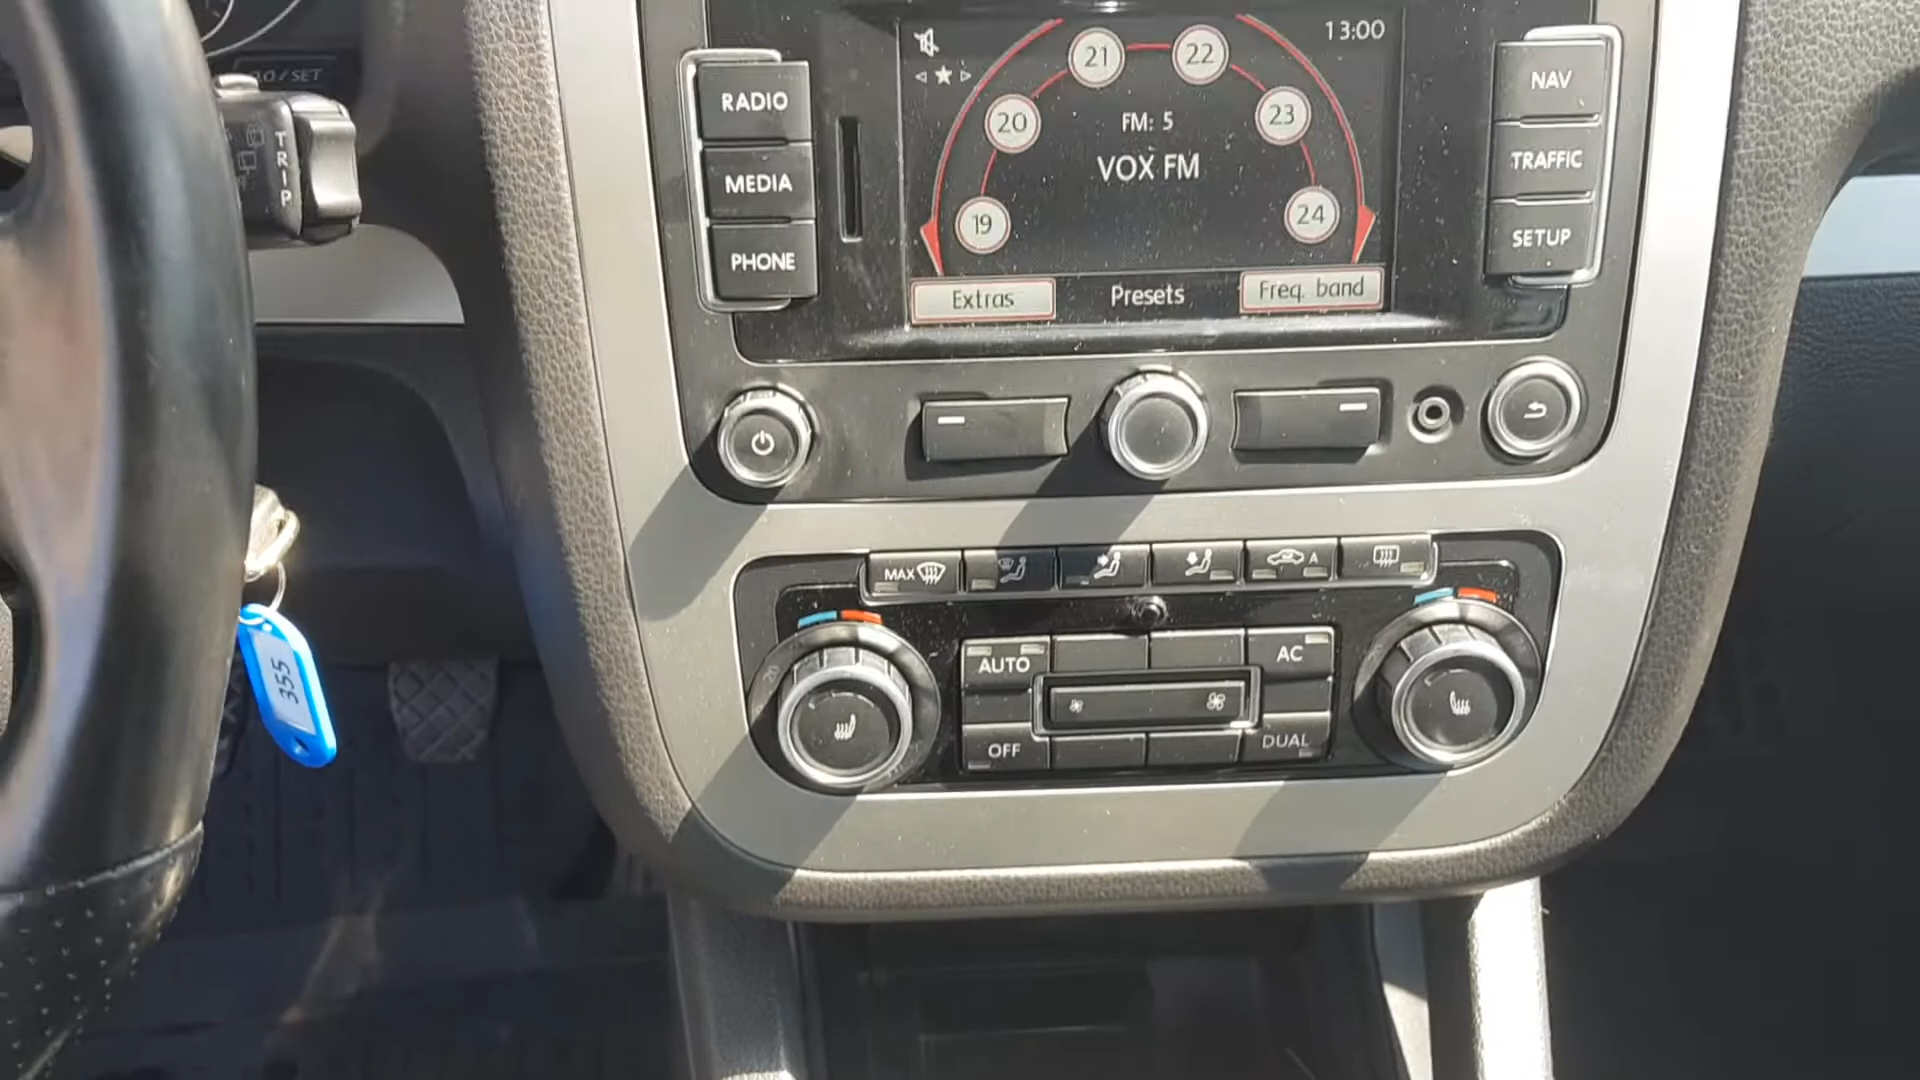 / SET
TRIP
RADIO
MEDIA
PHONE
13:00
21
22
20
23
19
24
FM: 5
VOX FM
Extras
Presets
Freq. band
NAV
TRAFFIC
SETUP
MAX
A
AUTO
AC
OFF
DUAL
355